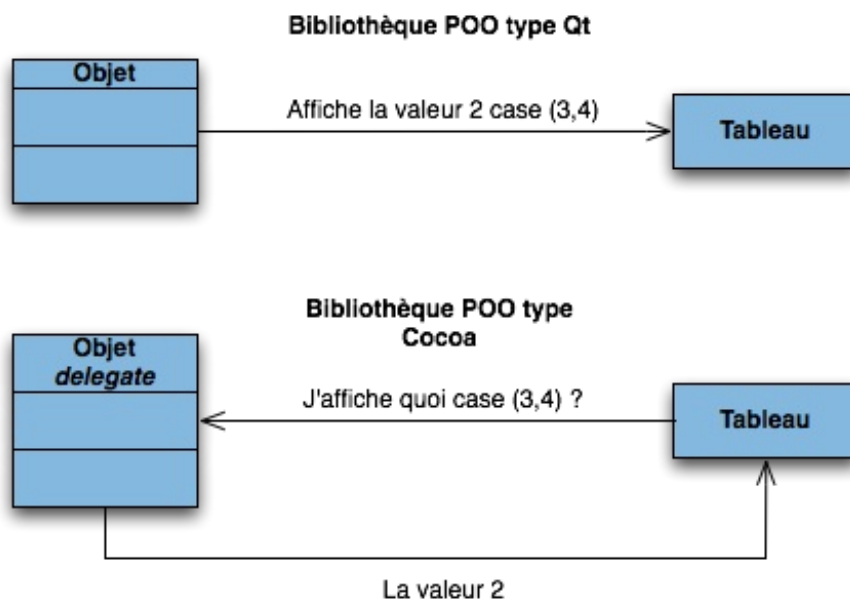 Bibliothèque POO type Qt
Objet
Affiche la valeur 2 case (3,4)
Tableau
Bibliothèque POO type
Cocoa
Objet
delegate
J'affiche quoi case (3,4) ?
Tableau
La valeur 2